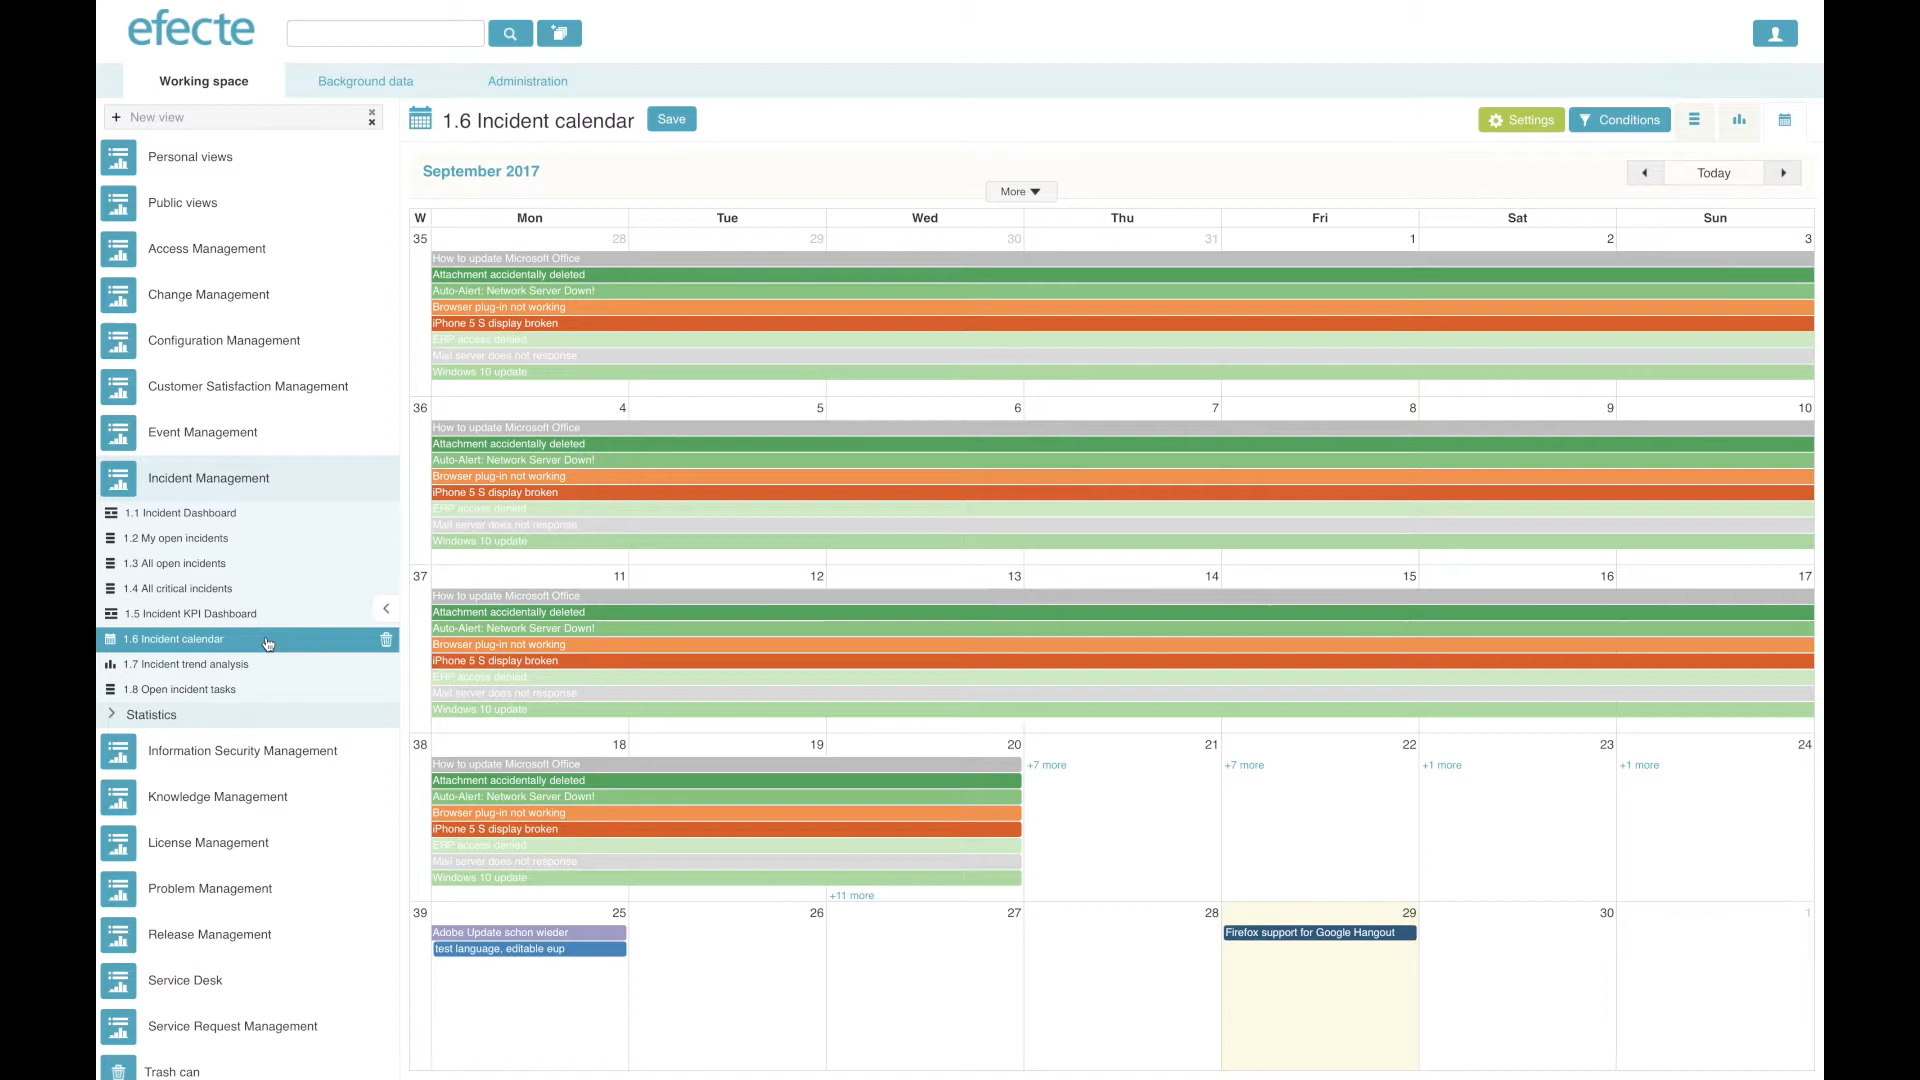 efecte
Working space
Background data
Administration
+ New view
1.6 Incident calendar
Save
Settings
Conditions
Personal views
Public views
Access Management
Change Management
Configuration Management
Customer Satisfaction Management
Event Management
Incident Management
1.1 Incident Dashboard
1.2 My open incidents
1.3 All open incidents
1.4 All critical incidents
1.5 Incident KPI Dashboard
1.6 Incident calendar
1.7 Incident trend analysis
1.8 Open incident tasks
Statistics
Information Security Management
Knowledge Management
License Management
Problem Management
Release Management
Service Desk
Service Request Management
Trash can
September 2017
More
Today
W Mon Tue Wed Thu Fri Sat Sun
35 28 29 30 31 1 2 3
How to update Microsoft Office
Attachment accidentally deleted
Auto-Alert: Network Server Down!
Browser plug-in not working
iPhone 5 S display broken
ERP access denied
Mail server does not response
Windows 10 update
36 4 5 6 7 8 9 10
How to update Microsoft Office
Attachment accidentally deleted
Auto-Alert: Network Server Down!
Browser plug-in not working
iPhone 5 S display broken
ERP access denied
Mail server does not response
Windows 10 update
37 11 12 13 14 15 16 17
How to update Microsoft Office
Attachment accidentally deleted
Auto-Alert: Network Server Down!
Browser plug-in not working
iPhone 5 S display broken
ERP access denied
Mail server does not response
Windows 10 update
38 18 19 20 21 22 23 24
How to update Microsoft Office +7 more +7 more +1 more +1 more
Attachment accidentally deleted
Auto-Alert: Network Server Down!
Browser plug-in not working
iPhone 5 S display broken
ERP access denied
Mail server does not response
Windows 10 update
+11 more
39 25 26 27 28 29 30 1
Adobe Update schon wieder Firefox support for Google Hangout
test language, editable eup